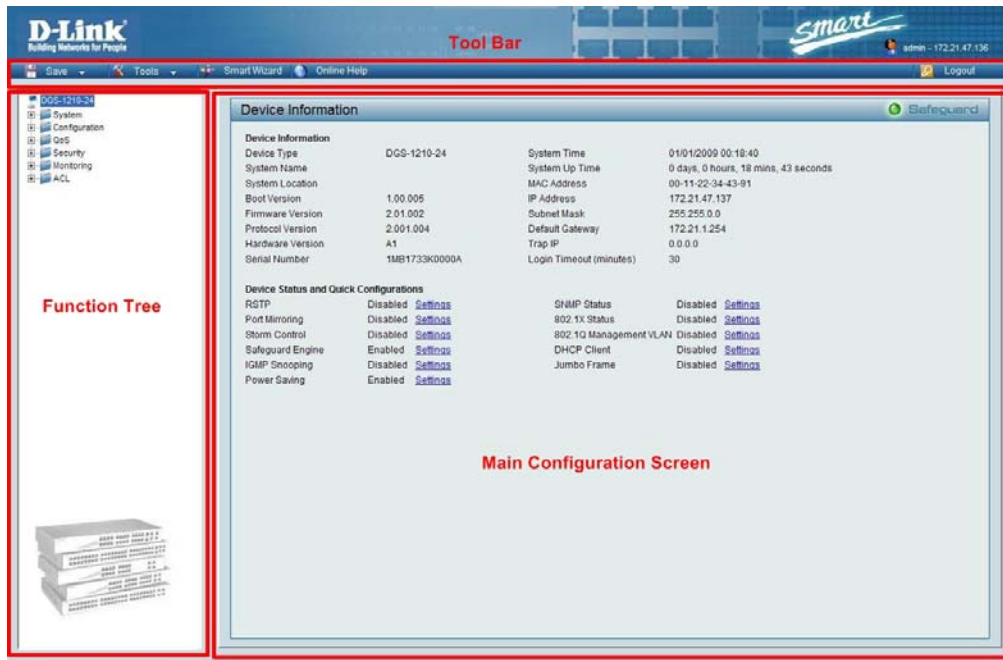 D-Link
Building Networks for People
Tool Bar
smart
admin - 172.21.47.136
Save Tools Smart Wizard Online Help Logout
DGS-1210-24
System
Configuration
QoS
Security
Monitoring
ACL
Function Tree
Device Information Safeguard
Device Information
Device Type DGS-1210-24 System Time 01/01/2009 00:18:40
System Name System Up Time 0 days, 0 hours, 18 mins, 43 seconds
System Location MAC Address 00-11-22-34-43-91
Boot Version 1.00.005 IP Address 172.21.47.137
Firmware Version 2.01.002 Subnet Mask 255.255.0.0
Protocol Version 2.001.004 Default Gateway 172.21.1.254
Hardware Version A1 Trap IP 0.0.0.0
Serial Number 1MB1733K0000A Login Timeout (minutes) 30
Device Status and Quick Configurations
RSTP Disabled Settings SNMP Status Disabled Settings
Port Mirroring Disabled Settings 802.1X Status Disabled Settings
Storm Control Disabled Settings 802.1Q Management VLAN Disabled Settings
Safeguard Engine Enabled Settings DHCP Client Disabled Settings
IGMP Snooping Disabled Settings Jumbo Frame Disabled Settings
Power Saving Enabled Settings
Main Configuration Screen